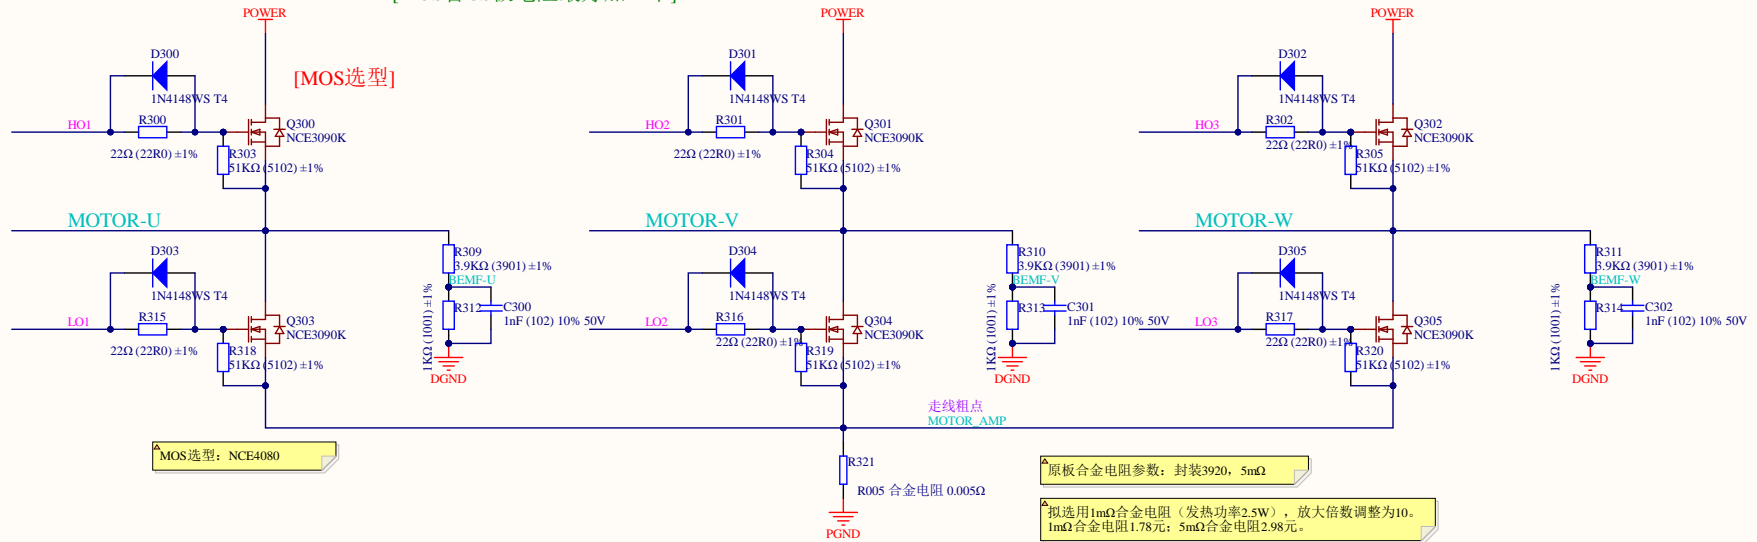 POWER
D300
1N4148WS T4
[MOS选型]
HO1
R300
22Ω (22R0) ±1%
Q300
NCE3090K
R303
51KΩ (5102) ±1%
MOTOR-U
D303
1N4148WS T4
LO1
R315
22Ω (22R0) ±1%
Q303
NCE3090K
R318
51KΩ (5102) ±1%
R309
3.9KΩ (3901) ±1%
BEMF-U
R312
1KΩ (1001) ±1%
C300
1nF (102) 10% 50V
DGND
POWER
D301
1N4148WS T4
HO2
R301
22Ω (22R0) ±1%
Q301
NCE3090K
R304
51KΩ (5102) ±1%
MOTOR-V
D304
1N4148WS T4
LO2
R316
22Ω (22R0) ±1%
Q304
NCE3090K
R319
51KΩ (5102) ±1%
R310
3.9KΩ (3901) ±1%
BEMF-V
R313
1KΩ (1001) ±1%
C301
1nF (102) 10% 50V
DGND
POWER
D302
1N4148WS T4
HO3
R302
22Ω (22R0) ±1%
Q302
NCE3090K
R305
51KΩ (5102) ±1%
MOTOR-W
D305
1N4148WS T4
LO3
R317
22Ω (22R0) ±1%
Q305
NCE3090K
R320
51KΩ (5102) ±1%
R311
3.9KΩ (3901) ±1%
BEMF-W
R314
1KΩ (1001) ±1%
C302
1nF (102) 10% 50V
DGND
走线粗点
MOTOR_AMP
MOS选型：NCE4080
R321
R005 合金电阻 0.005Ω
PGND
原板合金电阻参数：封装3920，5mΩ
拟选用1mΩ合金电阻（发热功率2.5W），放大倍数调整为10。
1mΩ合金电阻1.78元；5mΩ合金电阻2.98元。